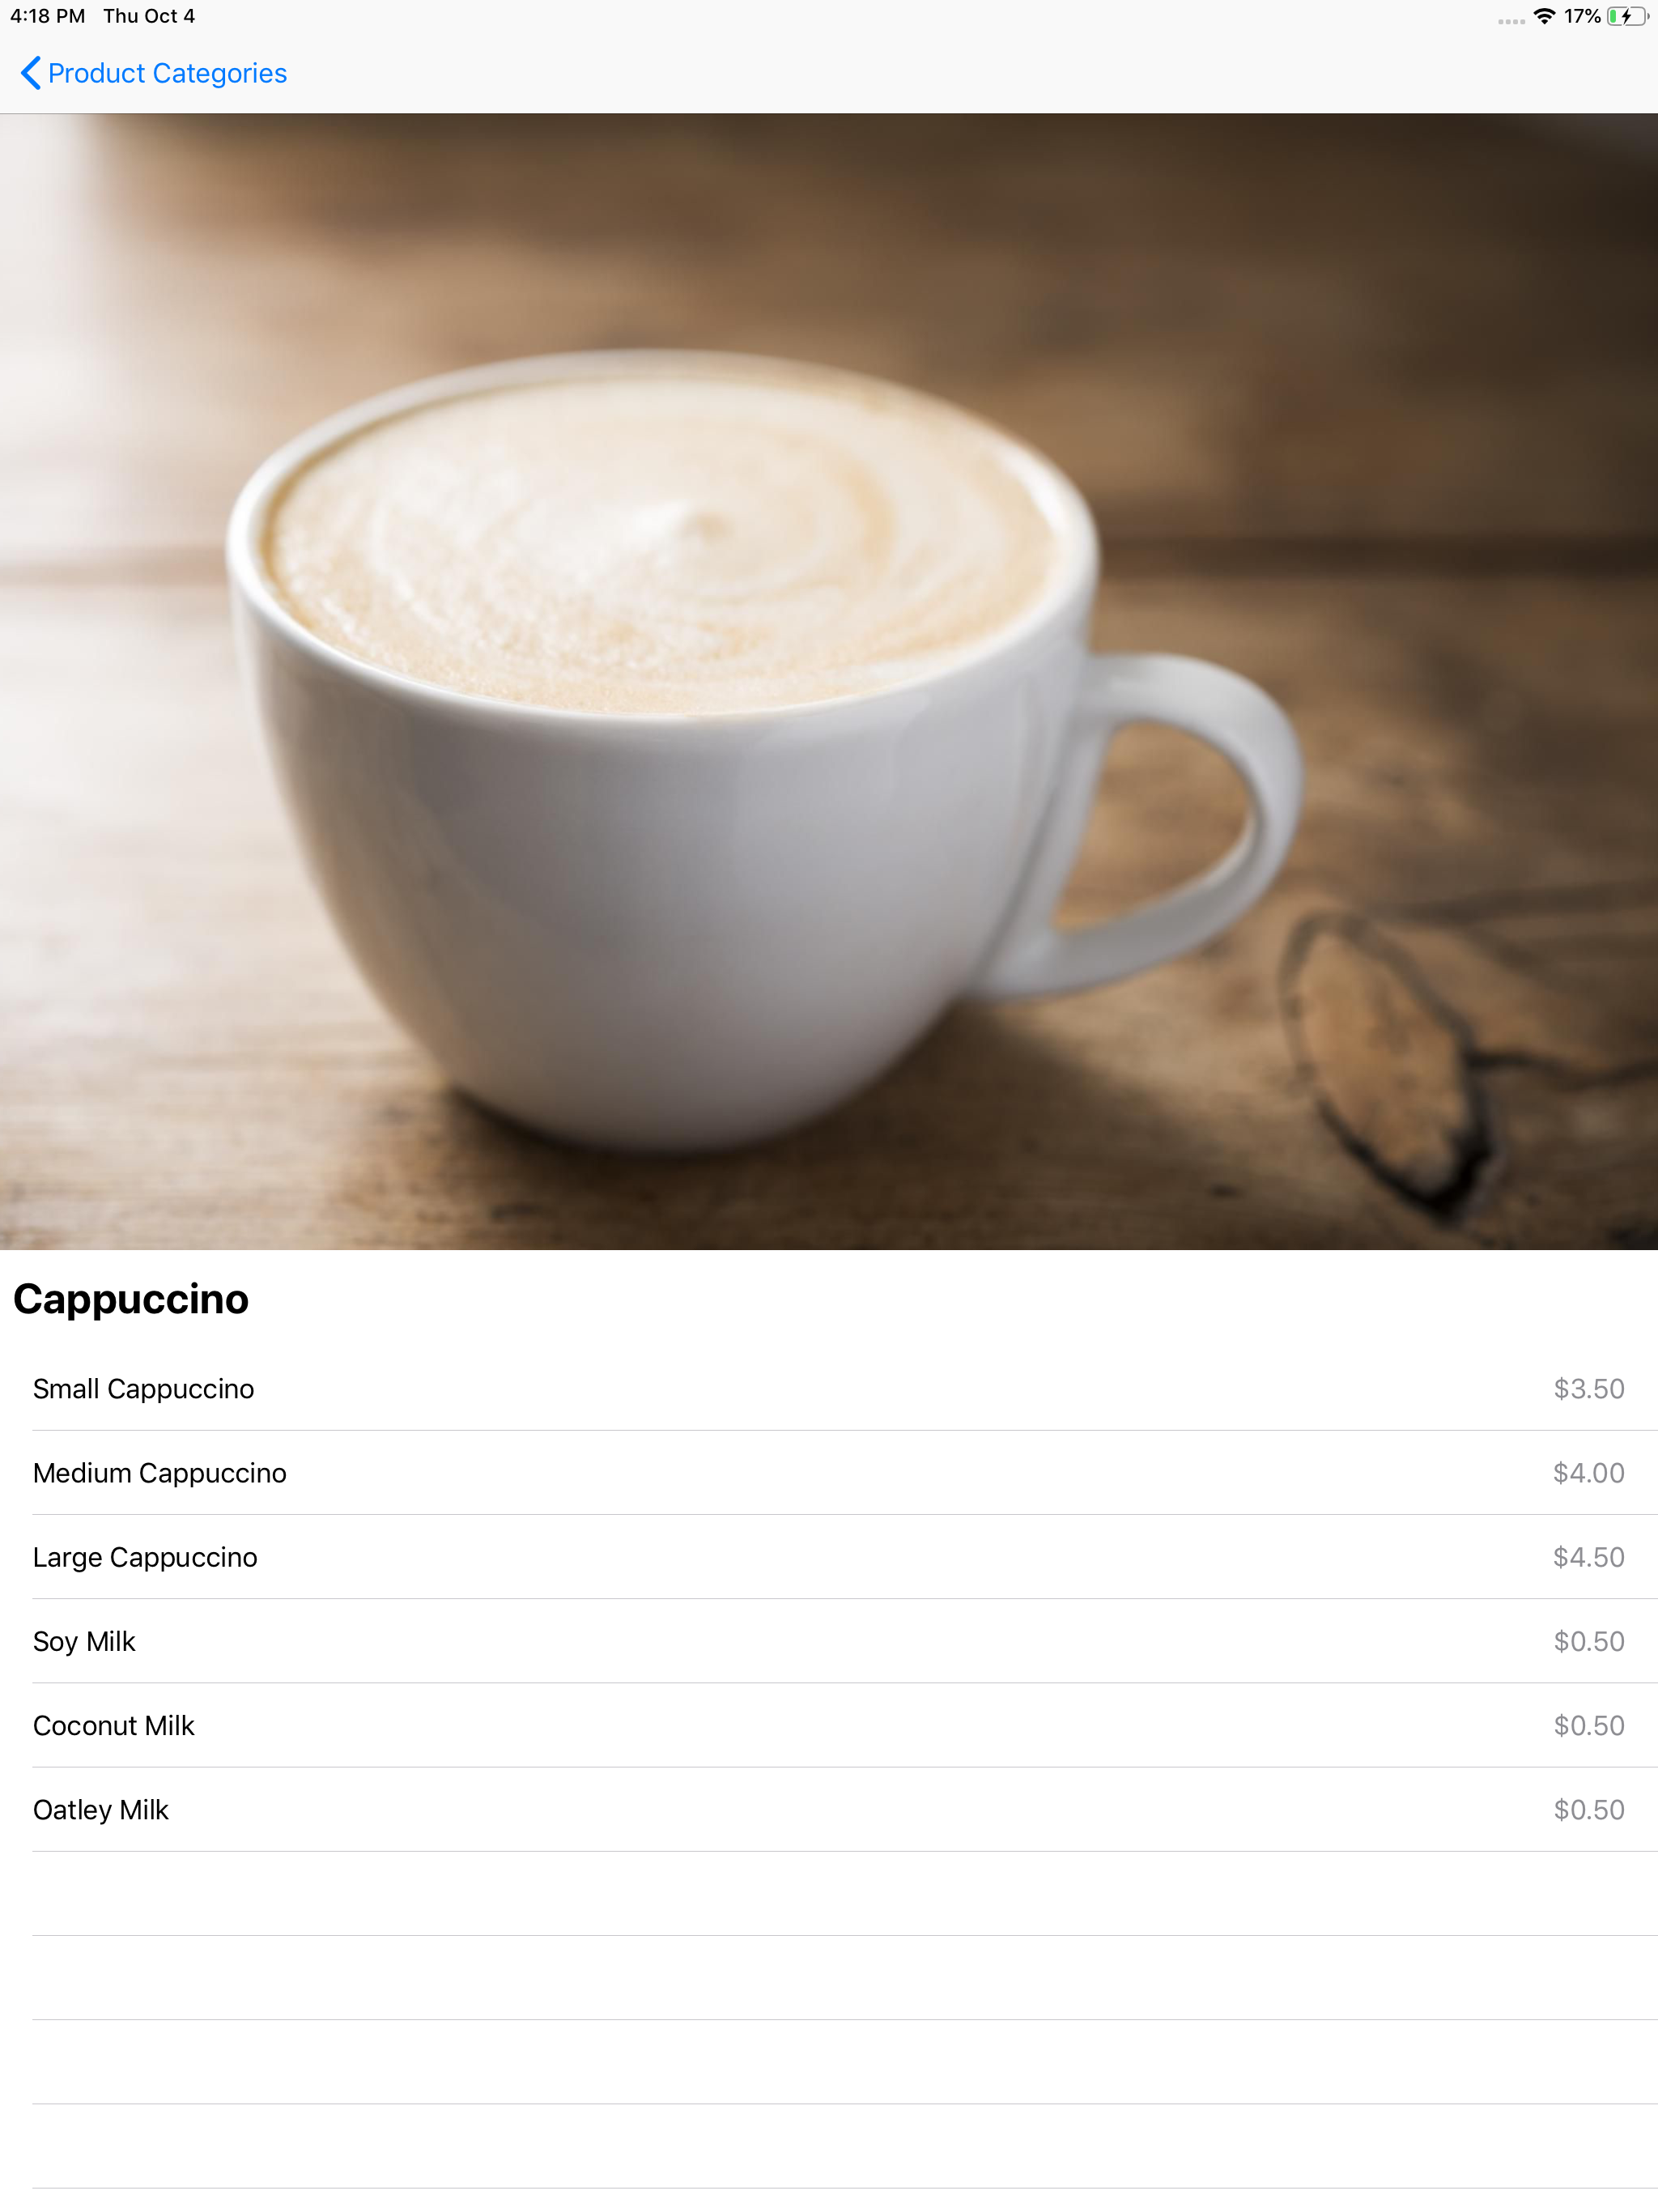 4:18 PM Thu Oct 4 17%
Product Categories
Cappuccino
Small Cappuccino $3.50
Medium Cappuccino $4.00
Large Cappuccino $4.50
Soy Milk $0.50
Coconut Milk $0.50
Oatley Milk $0.50